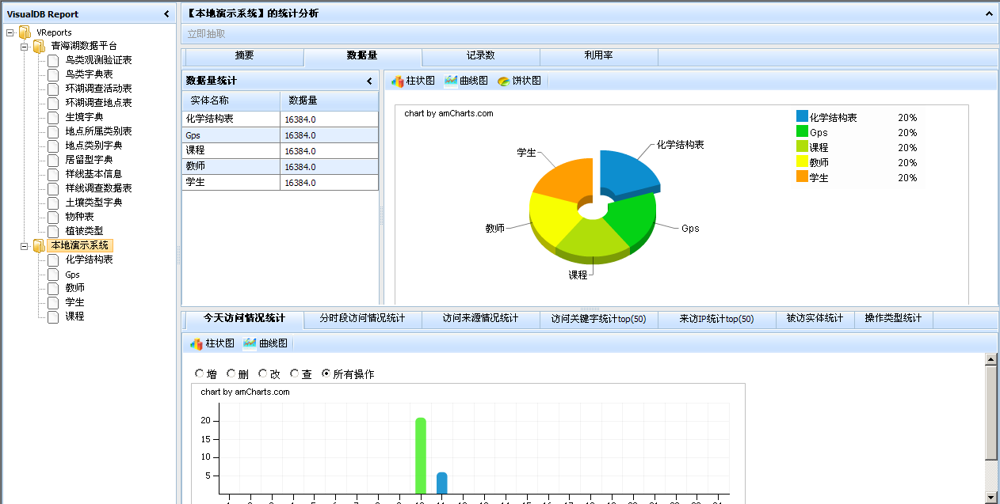 VisualDB Report
VReports
青海湖数据平台
鸟类观测验证表
鸟类字典表
环湖调查活动表
环湖调查地点表
生境字典
地点所属类别表
地点类别字典
居留型字典
样线基本信息
样线调查数据表
土壤类型字典
物种表
植被类型
本地演示系统
化学结构表
Gps
教师
学生
课程
【本地演示系统】的统计分析
立即抽取
摘要 数据量 记录数 利用率
数据量统计
实体名称 数据量
化学结构表 16384.0
Gps 16384.0
课程 16384.0
教师 16384.0
学生 16384.0
柱状图 曲线图 饼状图
chart by amCharts.com
化学结构表 20%
Gps 20%
课程 20%
教师 20%
学生 20%
学生
化学结构表
教师
Gps
课程
今天访问情况统计 分时段访问情况统计 访问来源情况统计 访问关键字统计top(50) 来访IP统计top(50) 被访实体统计 操作类型统计
柱状图 曲线图
增 删 改 查 所有操作
chart by amCharts.com
20
15
10
5